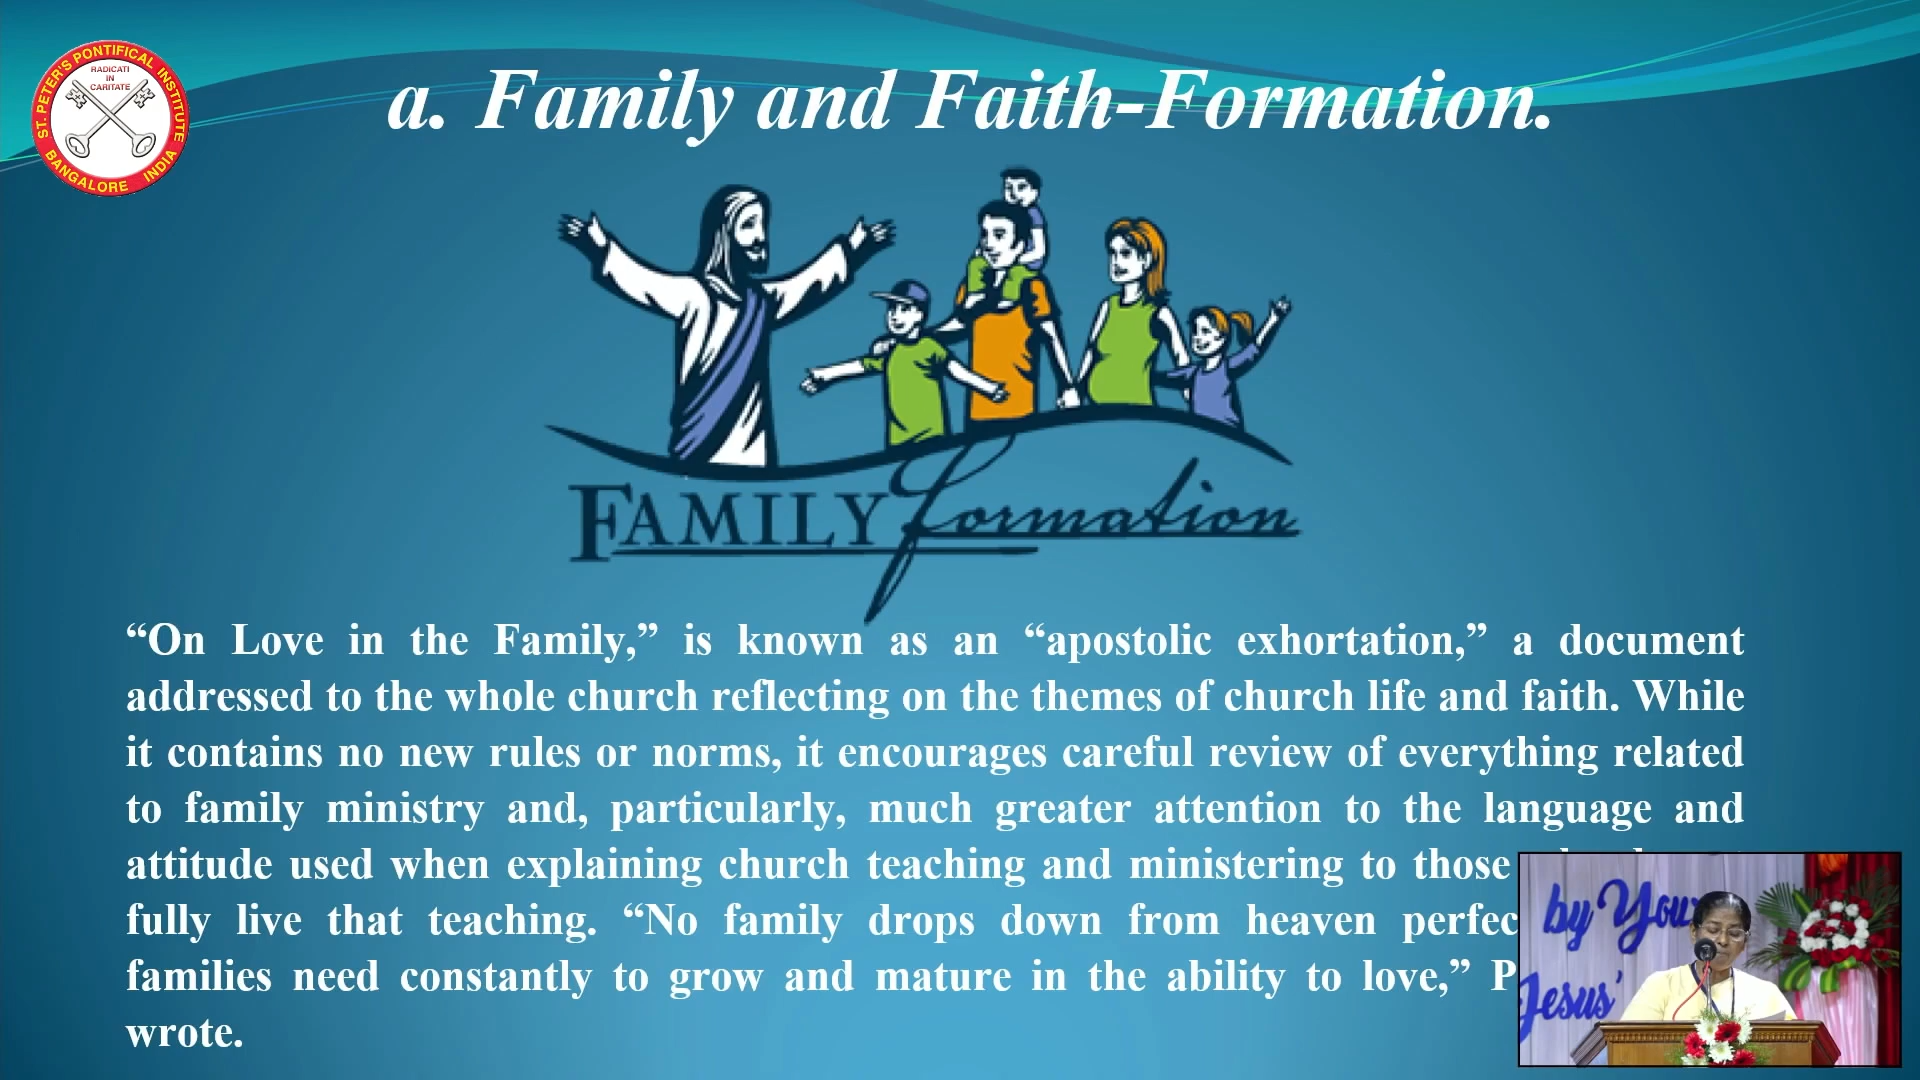 ST. PETER'S PONTIFICAL INSTITUTE
BANGALORE INDIA
RADICATI
IN
CARITATE
a. Family and Faith-Formation.
FAMILY formation
“On Love in the Family,” is known as an “apostolic exhortation,” a document
addressed to the whole church reflecting on the themes of church life and faith. While
it contains no new rules or norms, it encourages careful review of everything related
to family ministry and, particularly, much greater attention to the language and
attitude used when explaining church teaching and ministering to those
fully live that teaching. “No family drops down from heaven
families need constantly to grow and mature in the ability to love,”
wrote.
by
Jesus'